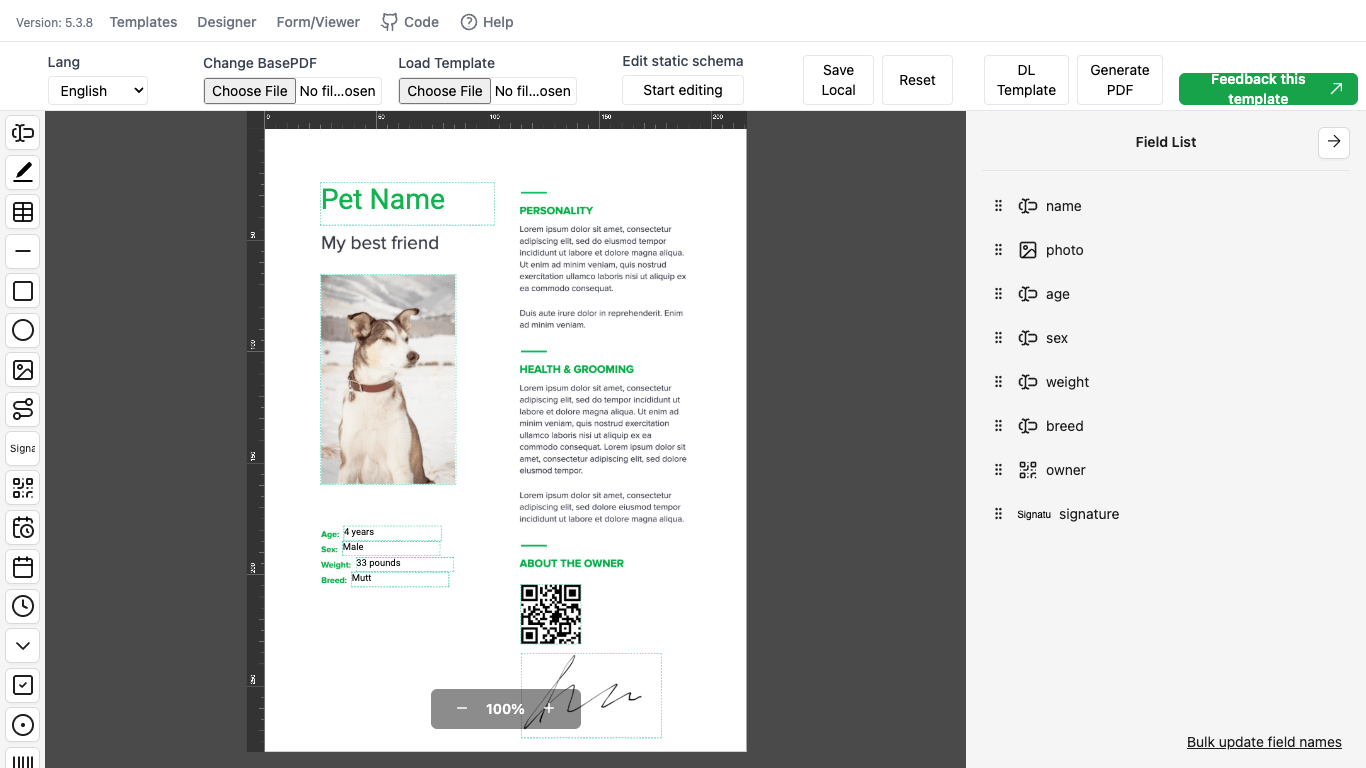 Version: 5.3.8 Templates Designer Form/Viewer Code Help
Lang
English
Change BasePDF
Choose File No fil...osen
Load Template
Choose File No fil...osen
Edit static schema
Start editing
Save
Local
Reset
DL
Template
Generate
PDF
Feedback this
template
0 50 100 150 200
50
100
150
200
250
Signa
Pet Name
My best friend
Age: 4 years
Sex: Male
Weight: 33 pounds
Breed: Mutt
PERSONALITY
Lorem ipsum dolor sit amet, consectetur
adipiscing elit, sed do eiusmod tempor
incididunt ut labore et dolore magna aliqua.
Ut enim ad minim veniam, quis nostrud
exercitation ullamco laboris nisi ut aliquip ex
ea commodo consequat.
Duis aute irure dolor in reprehenderit. Enim
ad minim veniam.
HEALTH & GROOMING
Lorem ipsum dolor sit amet, consectetur
adipiscing elit, sed do tempor incididunt ut
labore et dolore magna aliqua. Ut enim ad
minim veniam, quis nostrud exercitation
ullamco laboris nisi ut aliquip ex ea
commodo consequat. Lorem ipsum dolor sit
amet, consectetur adipiscing elit, sed dolore
eiusmod tempor.
Lorem ipsum dolor sit amet, consectetur
adipiscing elit, sed dolore eiusmod tempor
incididunt ut labore et dolore magna aliqua.
ABOUT THE OWNER
100%
Field List
name
photo
age
sex
weight
breed
owner
Signatu signature
Bulk update field names